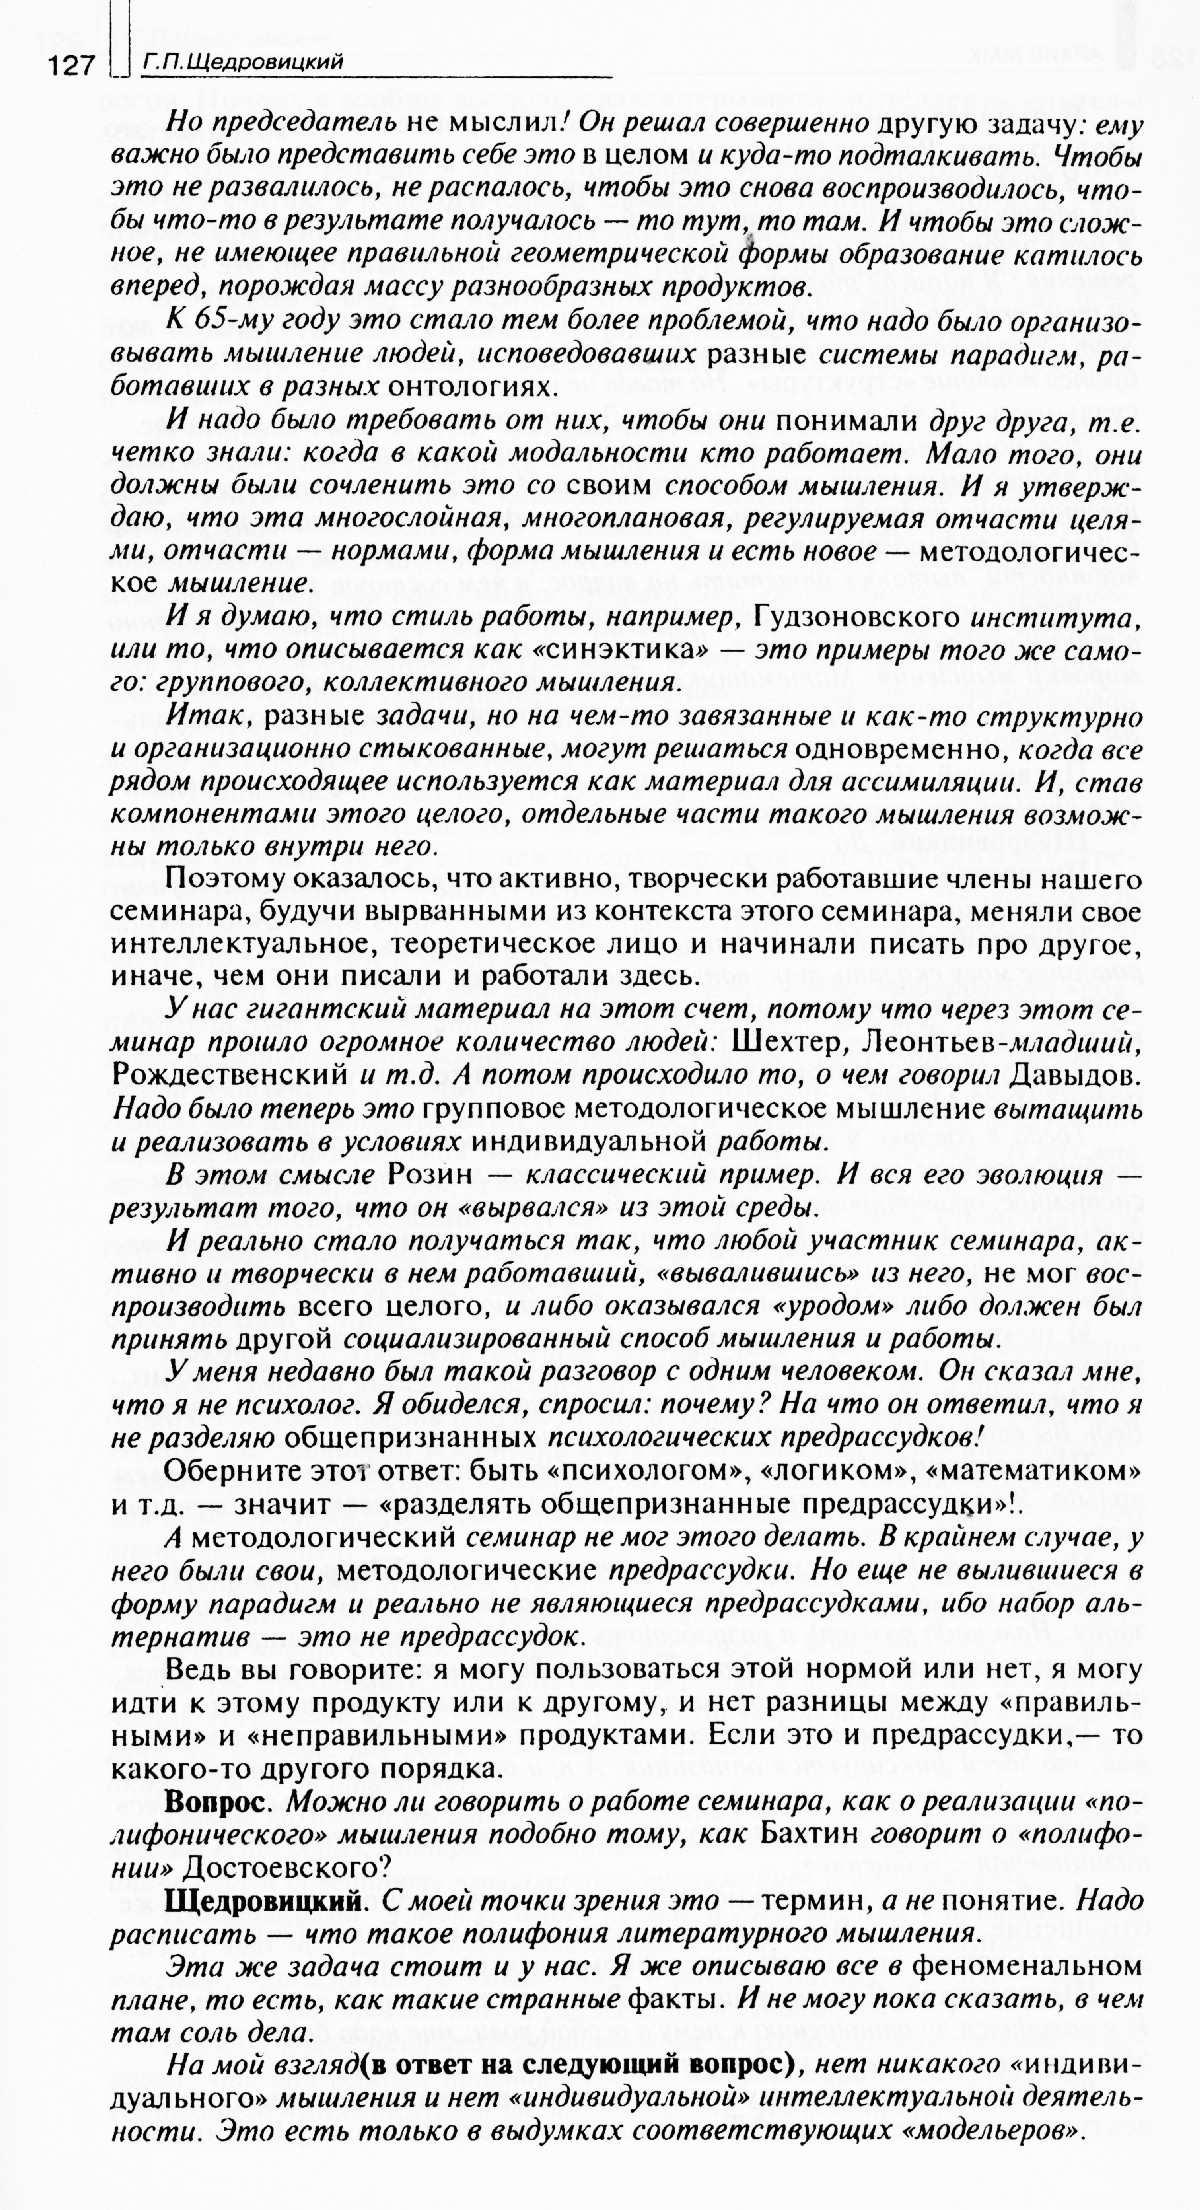 127 Г.П.Щедровицкий
Но председатель не мыслил! Он решал совершенно другую задачу: ему
важно было представить себе это в целом и куда-то подталкивать. Чтобы
это не развалилось, не распалось, чтобы это снова воспроизводилось, что-
бы что-то в результате получалось — то тут, то там. И чтобы это слож-
ное, не имеющее правильной геометрической формы образование катилось
вперед, порождая массу разнообразных продуктов.
К 65-му году это стало тем более проблемой, что надо было организо-
вывать мышление людей, исповедовавших разные системы парадигм, ра-
ботавших в разных онтологиях.
И надо было требовать от них, чтобы они понимали друг друга, т.е.
четко знали: когда в какой модальности кто работает. Мало того, они
должны были сочленить это со своим способом мышления. И я утверж-
даю, что эта многослойная, многоплановая, регулируемая отчасти целя-
ми, отчасти — нормами, форма мышления и есть новое — методологичес-
кое мышление.
И я думаю, что стиль работы, например, Гудзоновского института,
или то, что описывается как «синэктика» — это примеры того же само-
го: группового, коллективного мышления.
Итак, разные задачи, но на чем-то завязанные и как-то структурно
и организационно стыкованные, могут решаться одновременно, когда все
рядом происходящее используется как материал для ассимиляции. И, став
компонентами этого целого, отдельные части такого мышления возмож-
ны только внутри него.
Поэтому оказалось, что активно, творчески работавшие члены нашего
семинара, будучи вырванными из контекста этого семинара, меняли свое
интеллектуальное, теоретическое лицо и начинали писать про другое,
иначе, чем они писали и работали здесь.
У нас гигантский материал на этот счет, потому что через этот се-
минар прошло огромное количество людей: Шехтер, Леонтьев-младший,
Рождественский и т.д. А потом происходило то, о чем говорил Давыдов.
Надо было теперь это групповое методологическое мышление вытащить
и реализовать в условиях индивидуальной работы.
В этом смысле Розин — классический пример. И вся его эволюция —
результат того, что он «вырвался» из этой среды.
И реально стало получаться так, что любой участник семинара, ак-
тивно и творчески в нем работавший, «вывалившись» из него, не мог вос-
производить всего целого, и либо оказывался «уродом» либо должен был
принять другой социализированный способ мышления и работы.
У меня недавно был такой разговор с одним человеком. Он сказал мне,
что я не психолог. Я обиделся, спросил: почему? На что он ответил, что я
не разделяю общепризнанных психологических предрассудков!
Оберните этот ответ: быть «психологом», «логиком», «математиком»
и т.д. — значит — «разделять общепризнанные предрассудки»!.
А методологический семинар не мог этого делать. В крайнем случае, у
него были свои, методологические предрассудки. Но еще не вылившиеся в
форму парадигм и реально не являющиеся предрассудками, ибо набор аль-
тернатив — это не предрассудок.
Ведь вы говорите: я могу пользоваться этой нормой или нет, я могу
идти к этому продукту или к другому, и нет разницы между «правиль-
ными» и «неправильными» продуктами. Если это и предрассудки,— то
какого-то другого порядка.
Вопрос. Можно ли говорить о работе семинара, как о реализации «по-
лифонического» мышления подобно тому, как Бахтин говорит о «полифо-
нии» Достоевского?
Щедровицкий. С моей точки зрения это — термин, а не понятие. Надо
расписать — что такое полифония литературного мышления.
Эта же задача стоит и у нас. Я же описываю все в феноменальном
плане, то есть, как такие странные факты. И не могу пока сказать, в чем
там соль дела.
На мой взгляд(в ответ на следующий вопрос), нет никакого «индиви-
дуального» мышления и нет «индивидуальной» интеллектуальной деятель-
ности. Это есть только в выдумках соответствующих «модельеров».